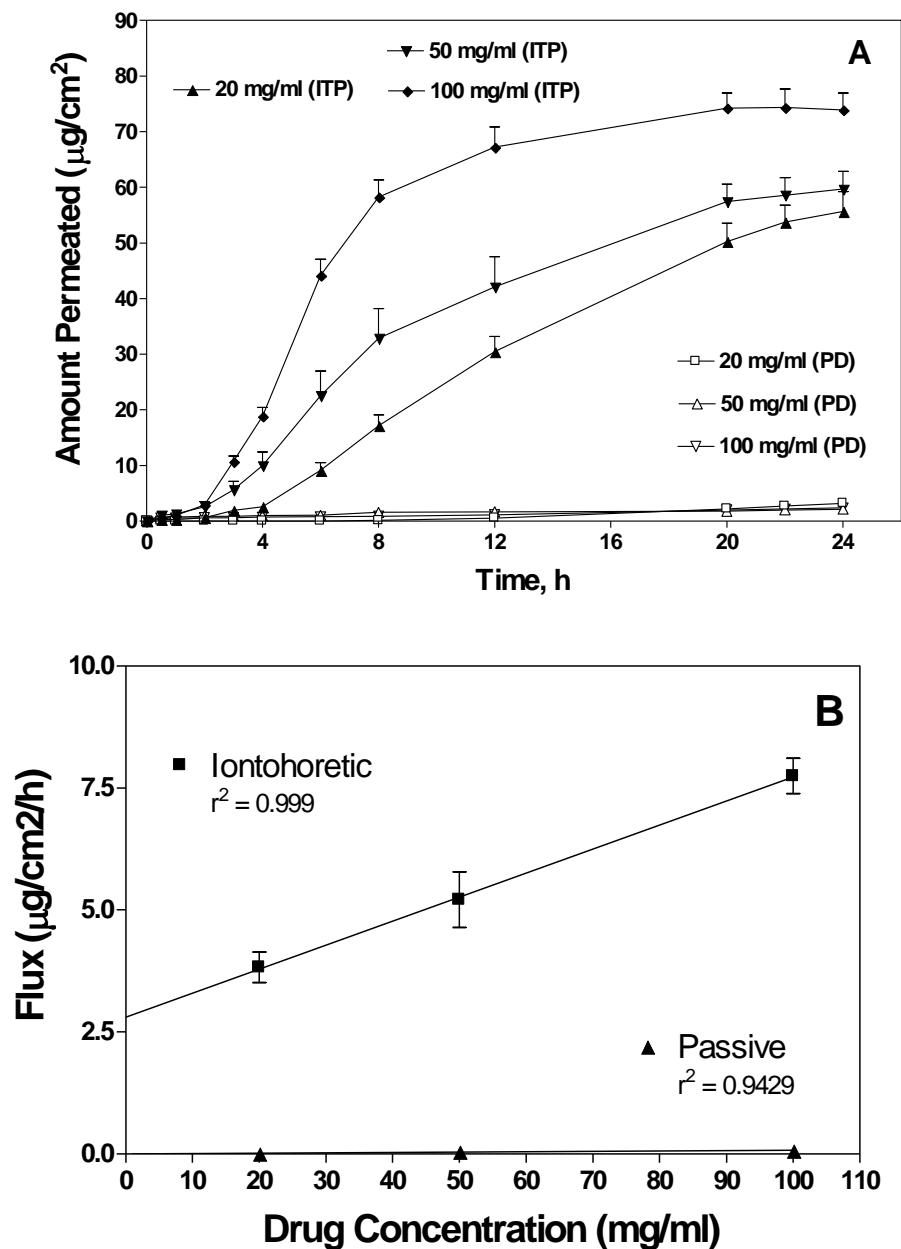 A
50 mg/ml (ITP)
20 mg/ml (ITP)
100 mg/ml (ITP)
90
80
70
60
50
40
30
20
10
0
Amount Permeated (μg/cm²)
20 mg/ml (PD)
50 mg/ml (PD)
100 mg/ml (PD)
0 4 8 12 16 20 24
Time, h
B
10.0
7.5
5.0
2.5
0.0
Flux (μg/cm2/h)
Iontohoretic
r² = 0.999
Passive
r² = 0.9429
0 10 20 30 40 50 60 70 80 90 100 110
Drug Concentration (mg/ml)